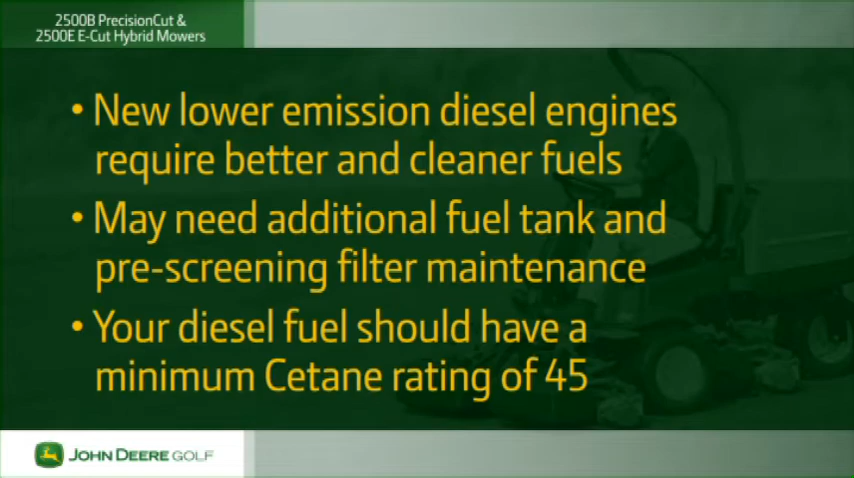 2500B PrecisionCut &
2500E E-Cut Hybrid Mowers
• New lower emission diesel engines
require better and cleaner fuels
• May need additional fuel tank and
pre-screening filter maintenance
• Your diesel fuel should have a
minimum Cetane rating of 45
JOHN DEERE GOLF